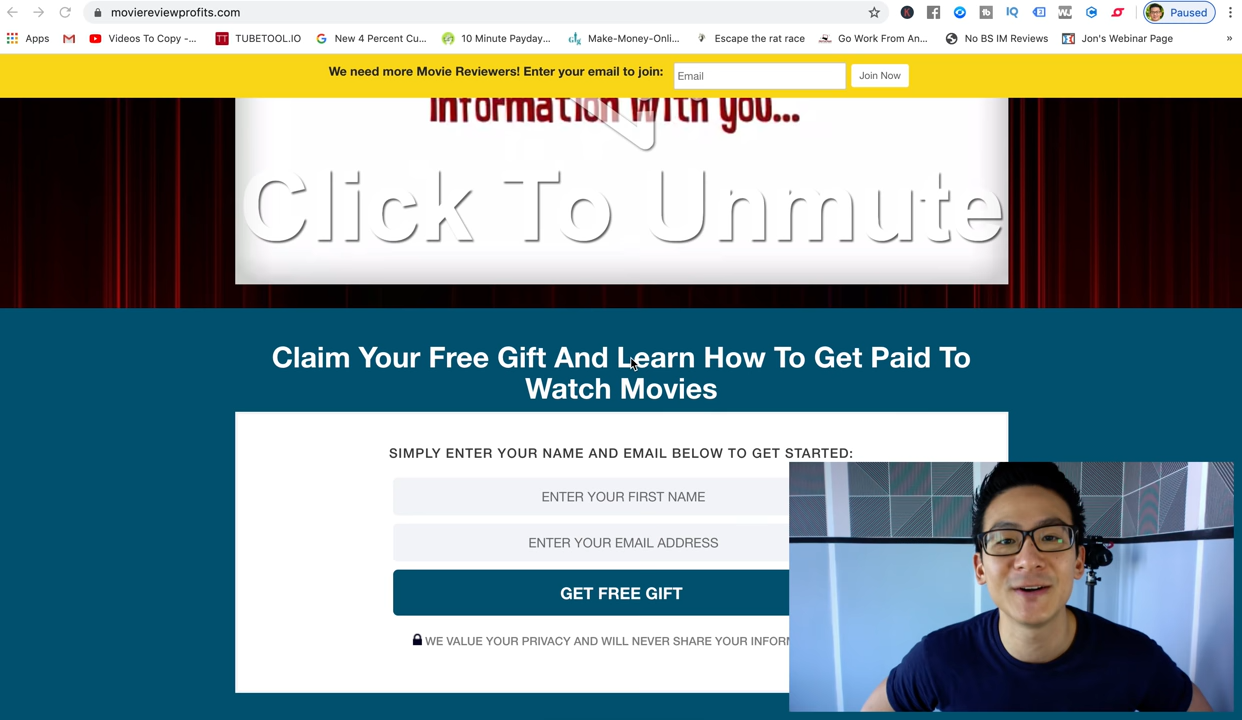 moviereviewprofits.com
Paused
Apps
Videos To Copy -...
TT
TUBETOOL.IO
New 4 Percent Cu...
10 Minute Payday...
Make-Money-Onli...
Escape the rat race
Go Work From An...
No BS IM Reviews
Jon's Webinar Page
»
We need more Movie Reviewers! Enter your email to join:
Email
Join Now
information with you...
Click To Unmute
Claim Your Free Gift And Learn How To Get Paid To
Watch Movies
SIMPLY ENTER YOUR NAME AND EMAIL BELOW TO GET STARTED:
ENTER YOUR FIRST NAME
ENTER YOUR EMAIL ADDRESS
GET FREE GIFT
WE VALUE YOUR PRIVACY AND WILL NEVER SHARE YOUR INFORM